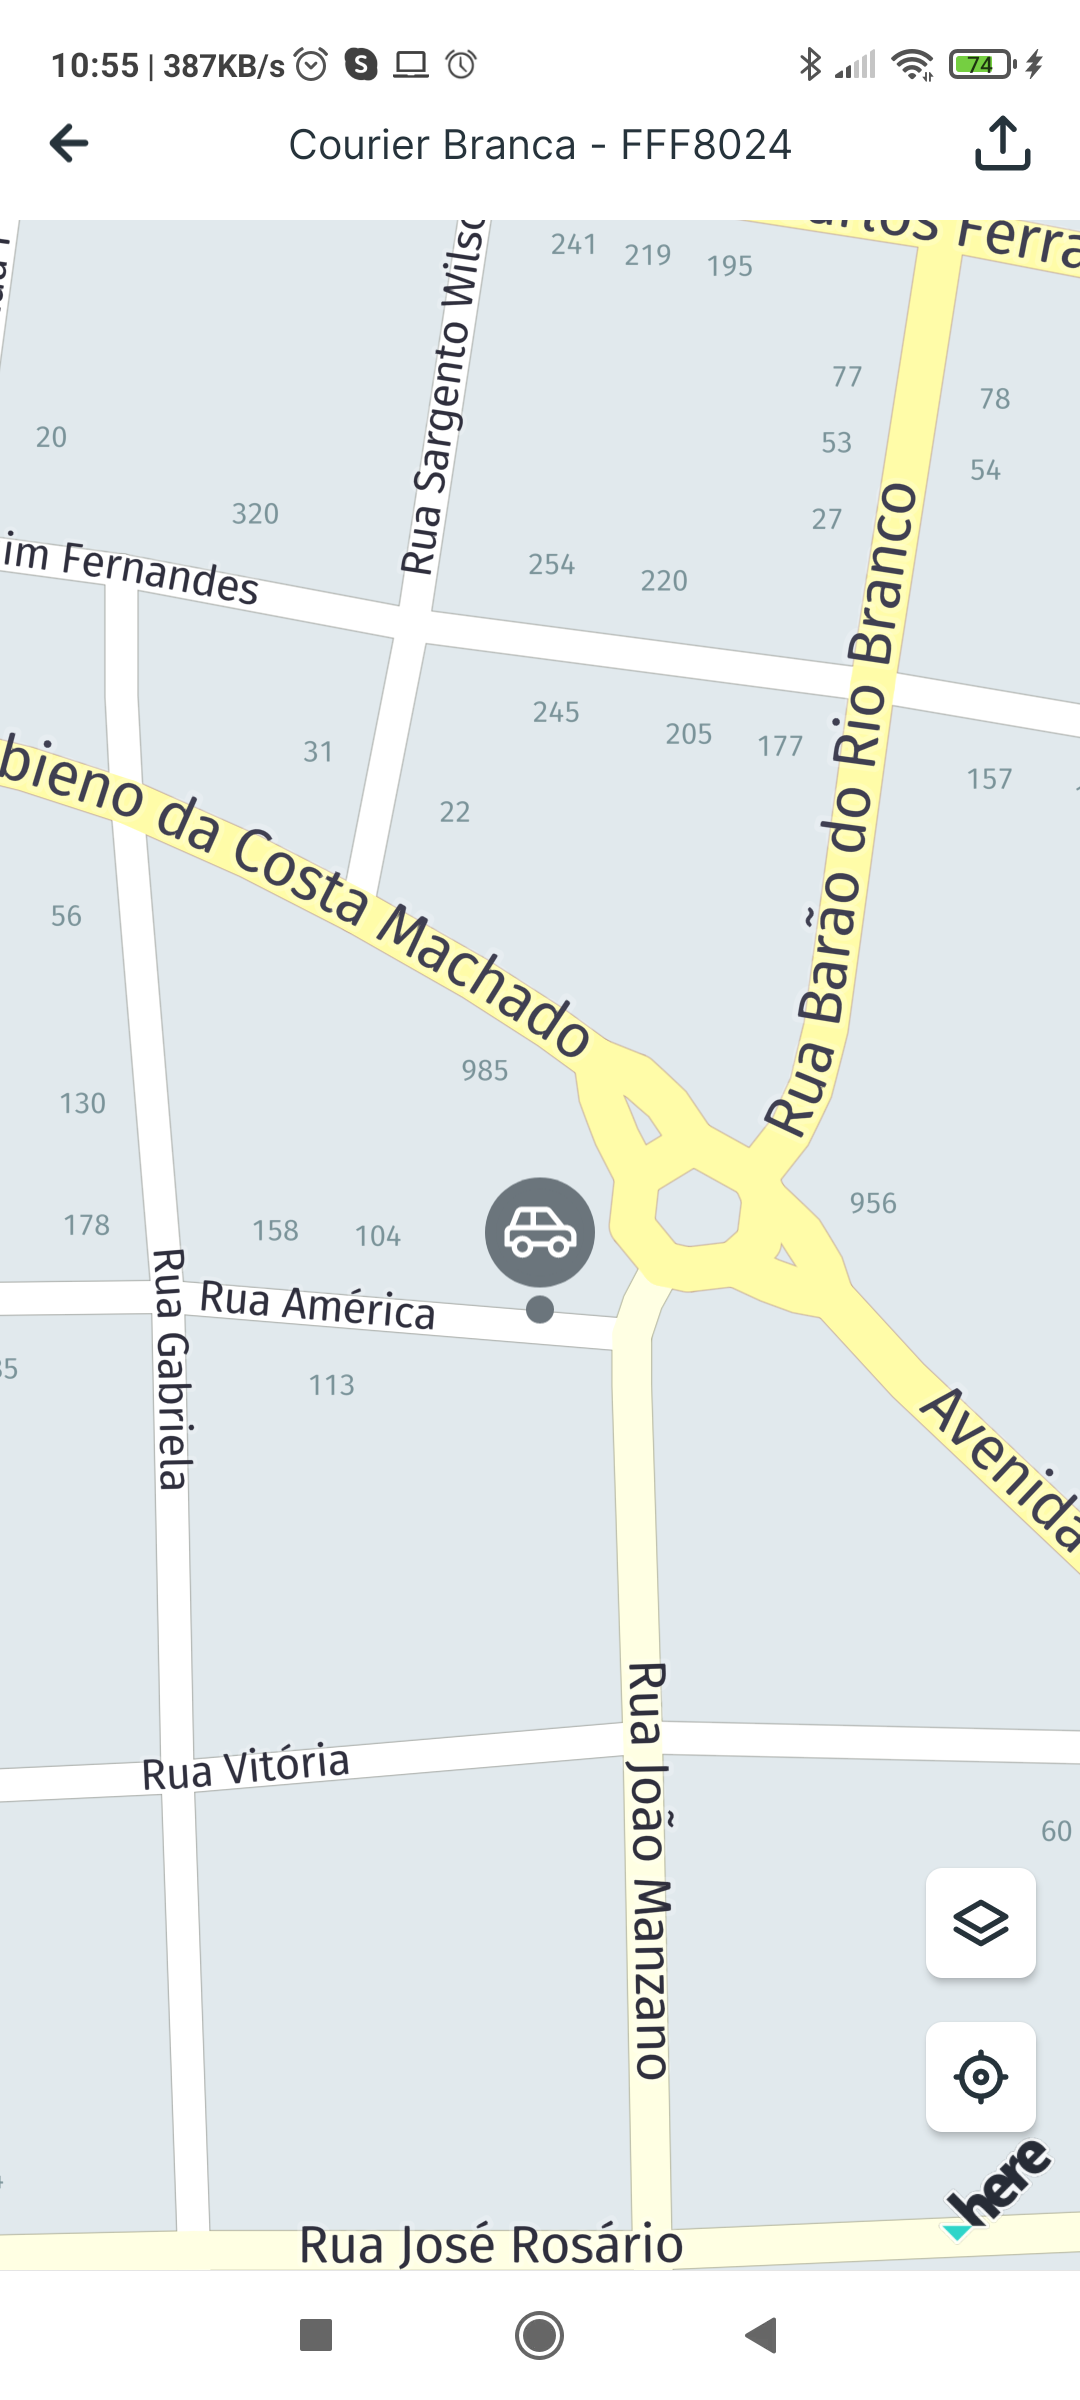 10:55 | 387KB/s
74
Courier Branca - FFF8024
Rua Sargento Wilso
241 219 195
77
78
20
53
54
320
27
im Fernandes
254
220
Rua Barão do Rio Branco
245
205
177
31
157
22
bieno da Costa Machado
56
985
130
956
178
158
104
Rua América
Rua Gabriela
113
Avenida
Rua João Manzano
Rua Vitória
60
here
Rua José Rosário